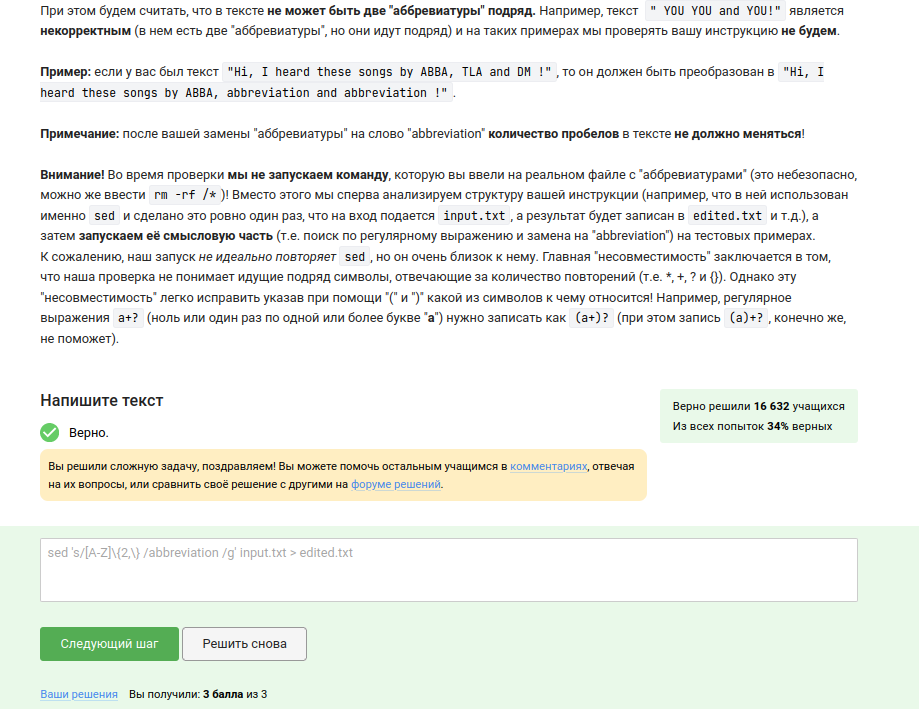 При этом будем считать, что в тексте не может быть две "аббревиатуры" подряд. Например, текст " YOU YOU and YOU!" является
некорректным (в нем есть две "аббревиатуры", но они идут подряд) и на таких примерах мы проверять вашу инструкцию не будем.
Пример: если у вас был текст "Hi, I heard these songs by ABBA, TLA and DM !", то он должен быть преобразован в "Hi, I
heard these songs by ABBA, abbreviation and abbreviation !".
Примечание: после вашей замены "аббревиатуры" на слово "abbreviation" количество пробелов в тексте не должно меняться!
Внимание! Во время проверки мы не запускаем команду, которую вы ввели на реальном файле с "аббревиатурами" (это небезопасно,
можно же ввести rm -rf /*)! Вместо этого мы сперва анализируем структуру вашей инструкции (например, что в ней использован
именно sed и сделано это ровно один раз, что на вход подается input.txt, а результат будет записан в edited.txt и т.д.), а
затем запускаем её смысловую часть (т.е. поиск по регулярному выражению и замена на "abbreviation") на тестовых примерах.
К сожалению, наш запуск не идеально повторяет sed, но он очень близок к нему. Главная "несовместимость" заключается в том,
что наша проверка не понимает идущие подряд символы, отвечающие за количество повторений (т.е. *, +, ? и {}). Однако эту
"несовместимость" легко исправить указав при помощи "(" и ")" какой из символов к чему относится! Например, регулярное
выражения a+? (ноль или один раз по одной или более букве "a") нужно записать как (a+)? (при этом запись (a)+?, конечно же,
не поможет).
Напишите текст
Верно решили 16 632 учащихся
Из всех попыток 34% верных
Верно.
Вы решили сложную задачу, поздравляем! Вы можете помочь остальным учащимся в комментариях, отвечая
на их вопросы, или сравнить своё решение с другими на форуме решений.
sed 's/[A-Z]\{2,\} /abbreviation /g' input.txt > edited.txt
Следующий шаг Решить снова
Ваши решения Вы получили: 3 балла из 3